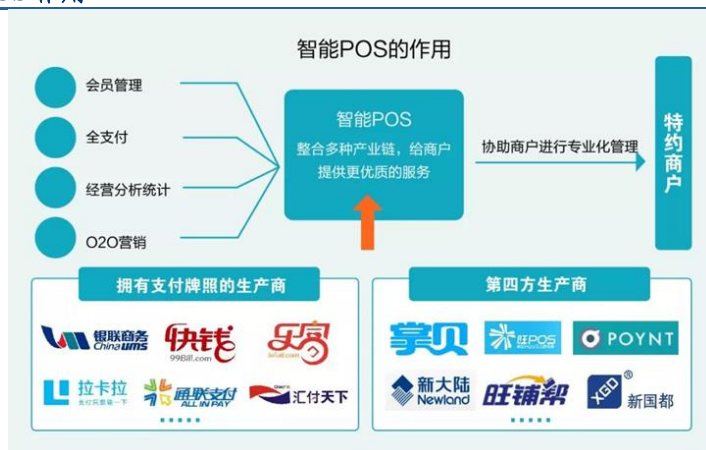 智能POS的作用
会员管理
全支付
经营分析统计
O2O营销
智能POS
整合多种产业链，给商户
提供更优质的服务
协助商户进行专业化管理
特约商户
拥有支付牌照的生产商
银联商务
China ums
快钱
99Bill.com
乐富
拉卡拉
通联支付
ALLINPAY
汇付天下
第四方生产商
掌贝
旺POS
POYNT
新大陆
Newland
旺铺帮
XGD
®
新国都